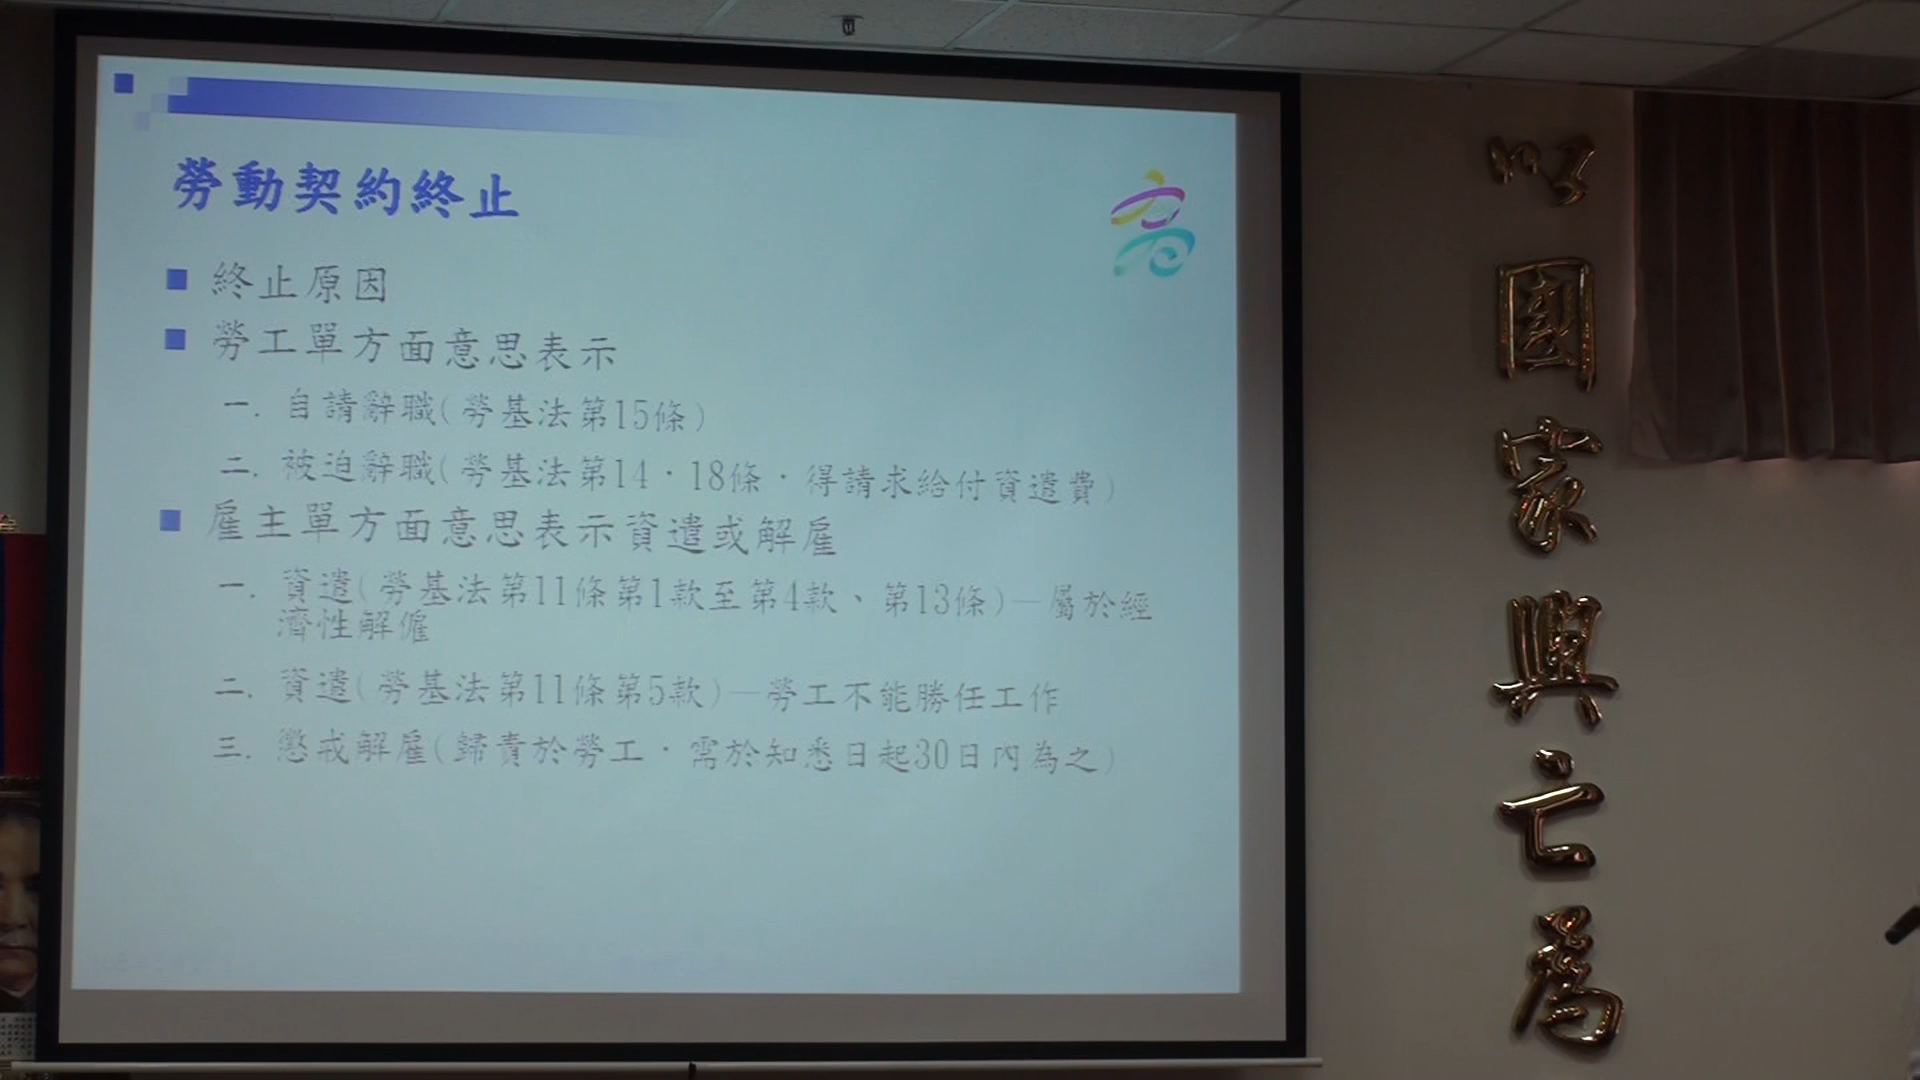 勞動契約終止
終止原因
勞工單方面意思表示
一. 自請辭職(勞基法第15條)
二. 被迫辭職(勞基法第14‧18條‧得請求給付資遣費)
雇主單方面意思表示資遣或解雇
一. 資遣(勞基法第11條第1款至第4款、第13條)—屬於經
濟性解僱
二. 資遣(勞基法第11條第5款)—勞工不能勝任工作
三. 懲戒解雇(歸責於勞工‧需於知悉日起30日內為之)
以國家興亡為